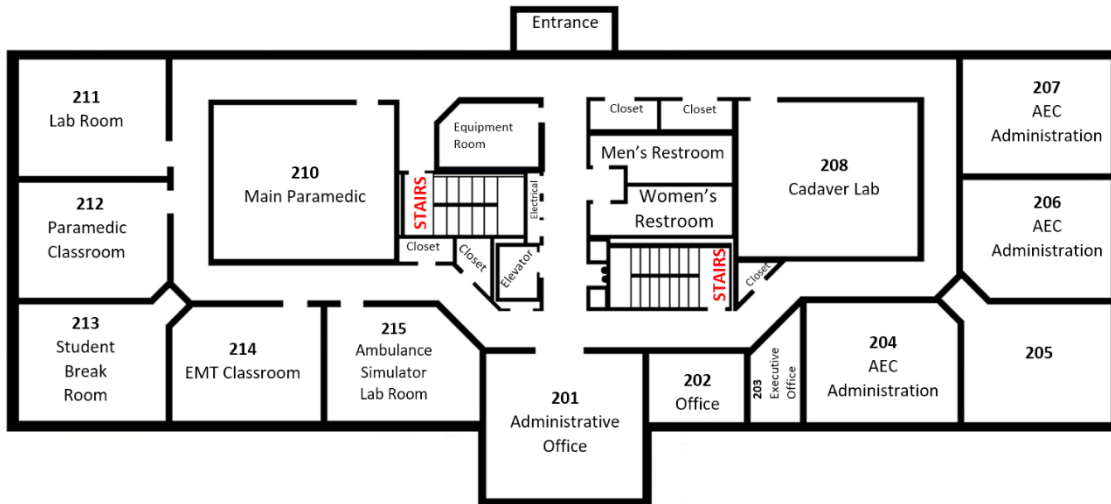 Entrance
211
Lab Room
Closet
Closet
207
AEC
Administration
Equipment
Room
210
Main Paramedic
Men's Restroom
208
Cadaver Lab
STAIRS
Electrical
Women's
Restroom
212
Paramedic
Classroom
206
AEC
Administration
Closet
Closet
Elevator
STAIRS
Closet
213
Student
Break
Room
214
EMT Classroom
215
Ambulance
Simulator
Lab Room
201
Administrative
Office
202
Office
203
Executive Office
204
AEC
Administration
205